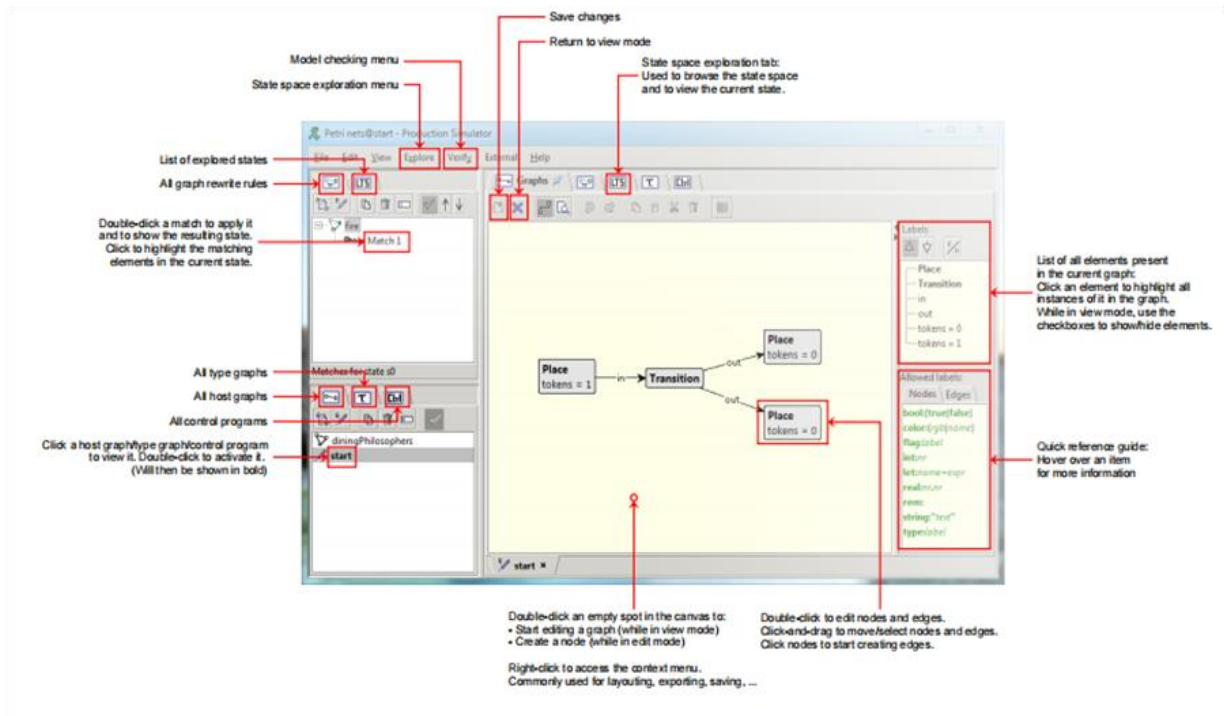 Save changes
Return to view mode
Model checking menu
State space exploration menu
State space exploration tab:
Used to browse the state space
and to view the current state.
Petri nets@start - Production Simulator
File Edit View Explore Verify External Help
List of explored states
All graph rewrite rules
LTS
Graphs
LTS
T
Ctrl
Double-click a match to apply it
and to show the resulting state.
Click to highlight the matching
elements in the current state.
fire
Match 1
Labels
Place
Transition
in
out
tokens = 0
tokens = 1
List of all elements present
in the current graph:
Click an element to highlight all
instances of it in the graph.
While in view mode, use the
checkboxes to show/hide elements.
Place
tokens = 1
in
Transition
out
Place
tokens = 0
out
Place
tokens = 0
Matches for state s0
All type graphs
All host graphs
T
Ctrl
All control programs
Click a host graph/type graph/control program
to view it. Double-click to activate it.
(Will then be shown in bold)
diningPhilosophers
start
Allowed labels:
Nodes Edges
bool:(true|false)
color:(rgb|name)
flag:label
int:nr
let:name=expr
real:nr.nr
rem:
string:"text"
type:label
Quick reference guide:
Hover over an item
for more information
start ×
Double-click an empty spot in the canvas to:
• Start editing a graph (while in view mode)
• Create a node (while in edit mode)
Right-click to access the context menu.
Commonly used for layouting, exporting, saving, ...
Double-click to edit nodes and edges.
Click-and-drag to move/select nodes and edges.
Click nodes to start creating edges.